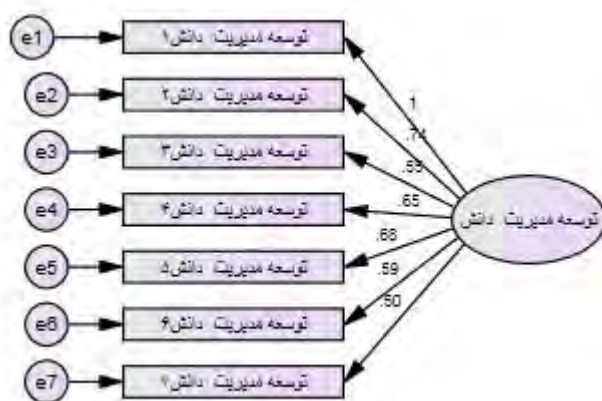 e1
توسعه مدیریت دانش۱
e2
توسعه مدیریت دانش۲
e3
توسعه مدیریت دانش۳
e4
توسعه مدیریت دانش۴
e5
توسعه مدیریت دانش۵
e6
توسعه مدیریت دانش۶
e7
توسعه مدیریت دانش۷
1
.74
.55
.65
.68
.59
.50
توسعه مدیریت دانش